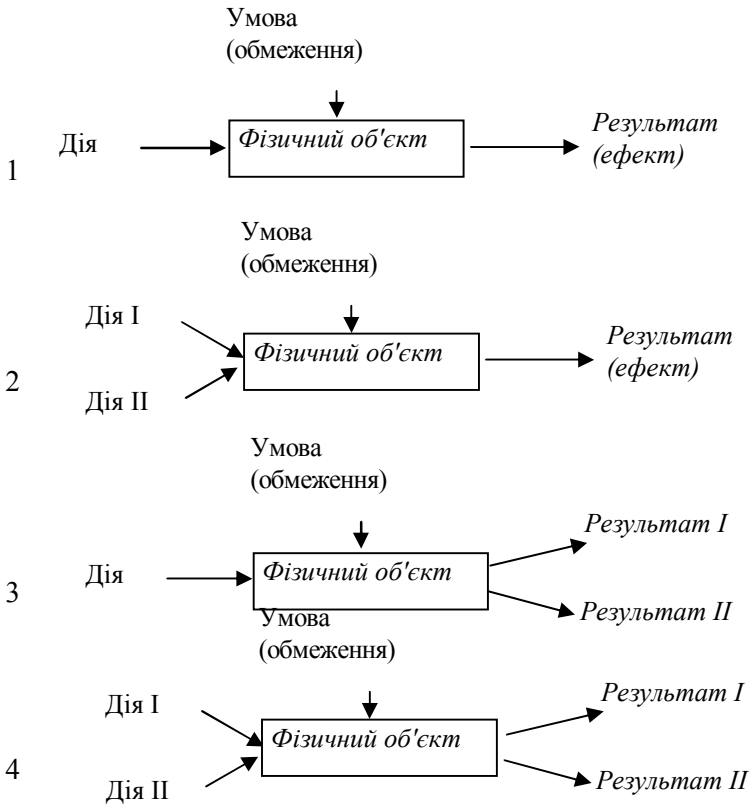 Умова
(обмеження)
1 Дія Фізичний об'єкт Результат
(ефект)
Умова
(обмеження)
Дія I
2 Фізичний об'єкт Результат
(ефект)
Дія II
Умова
(обмеження)
Результат I
3 Дія Фізичний об'єкт
Результат II
Умова
(обмеження)
Дія I Результат I
4 Фізичний об'єкт
Дія II Результат II